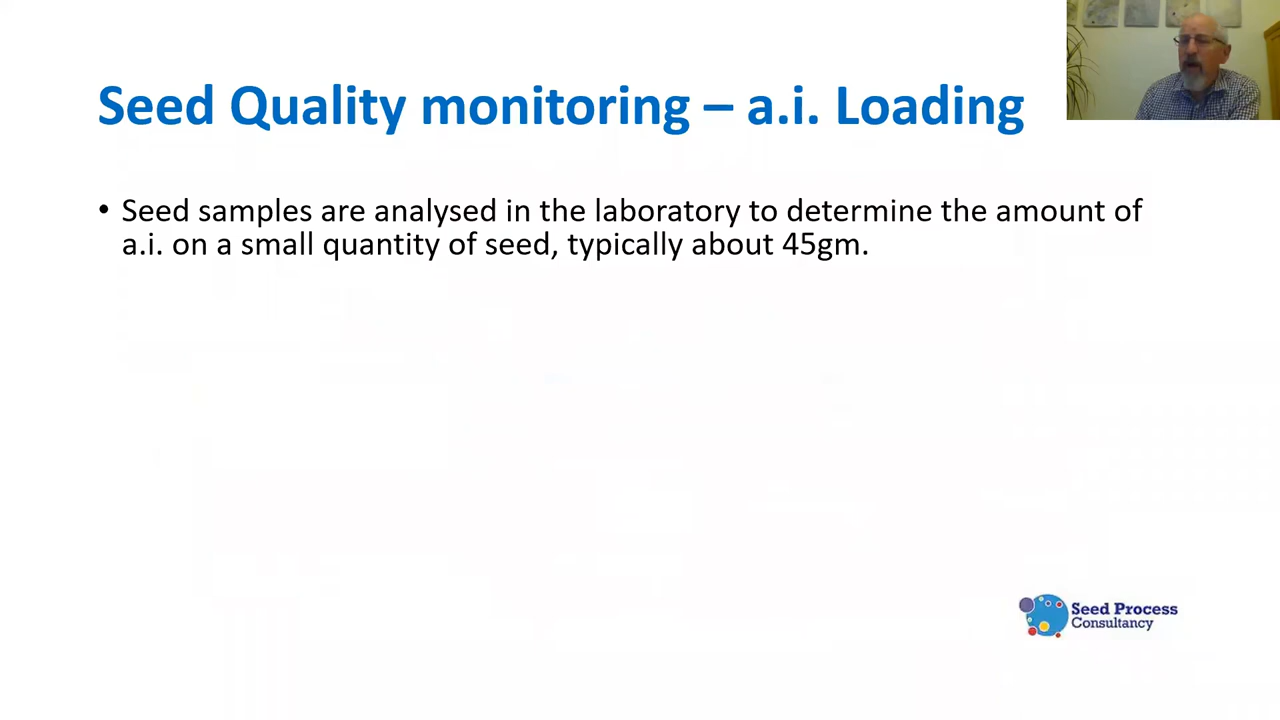 Seed Quality monitoring – a.i. Loading
• Seed samples are analysed in the laboratory to determine the amount of
a.i. on a small quantity of seed, typically about 45gm.
Seed Process
Consultancy